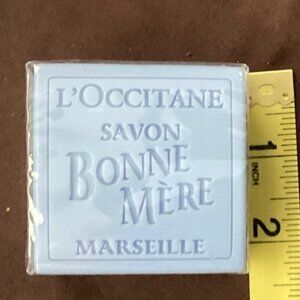 L'OCCITANE
SAVON
BONNE
MÈRE
MARSEILLE
1
INCH
2